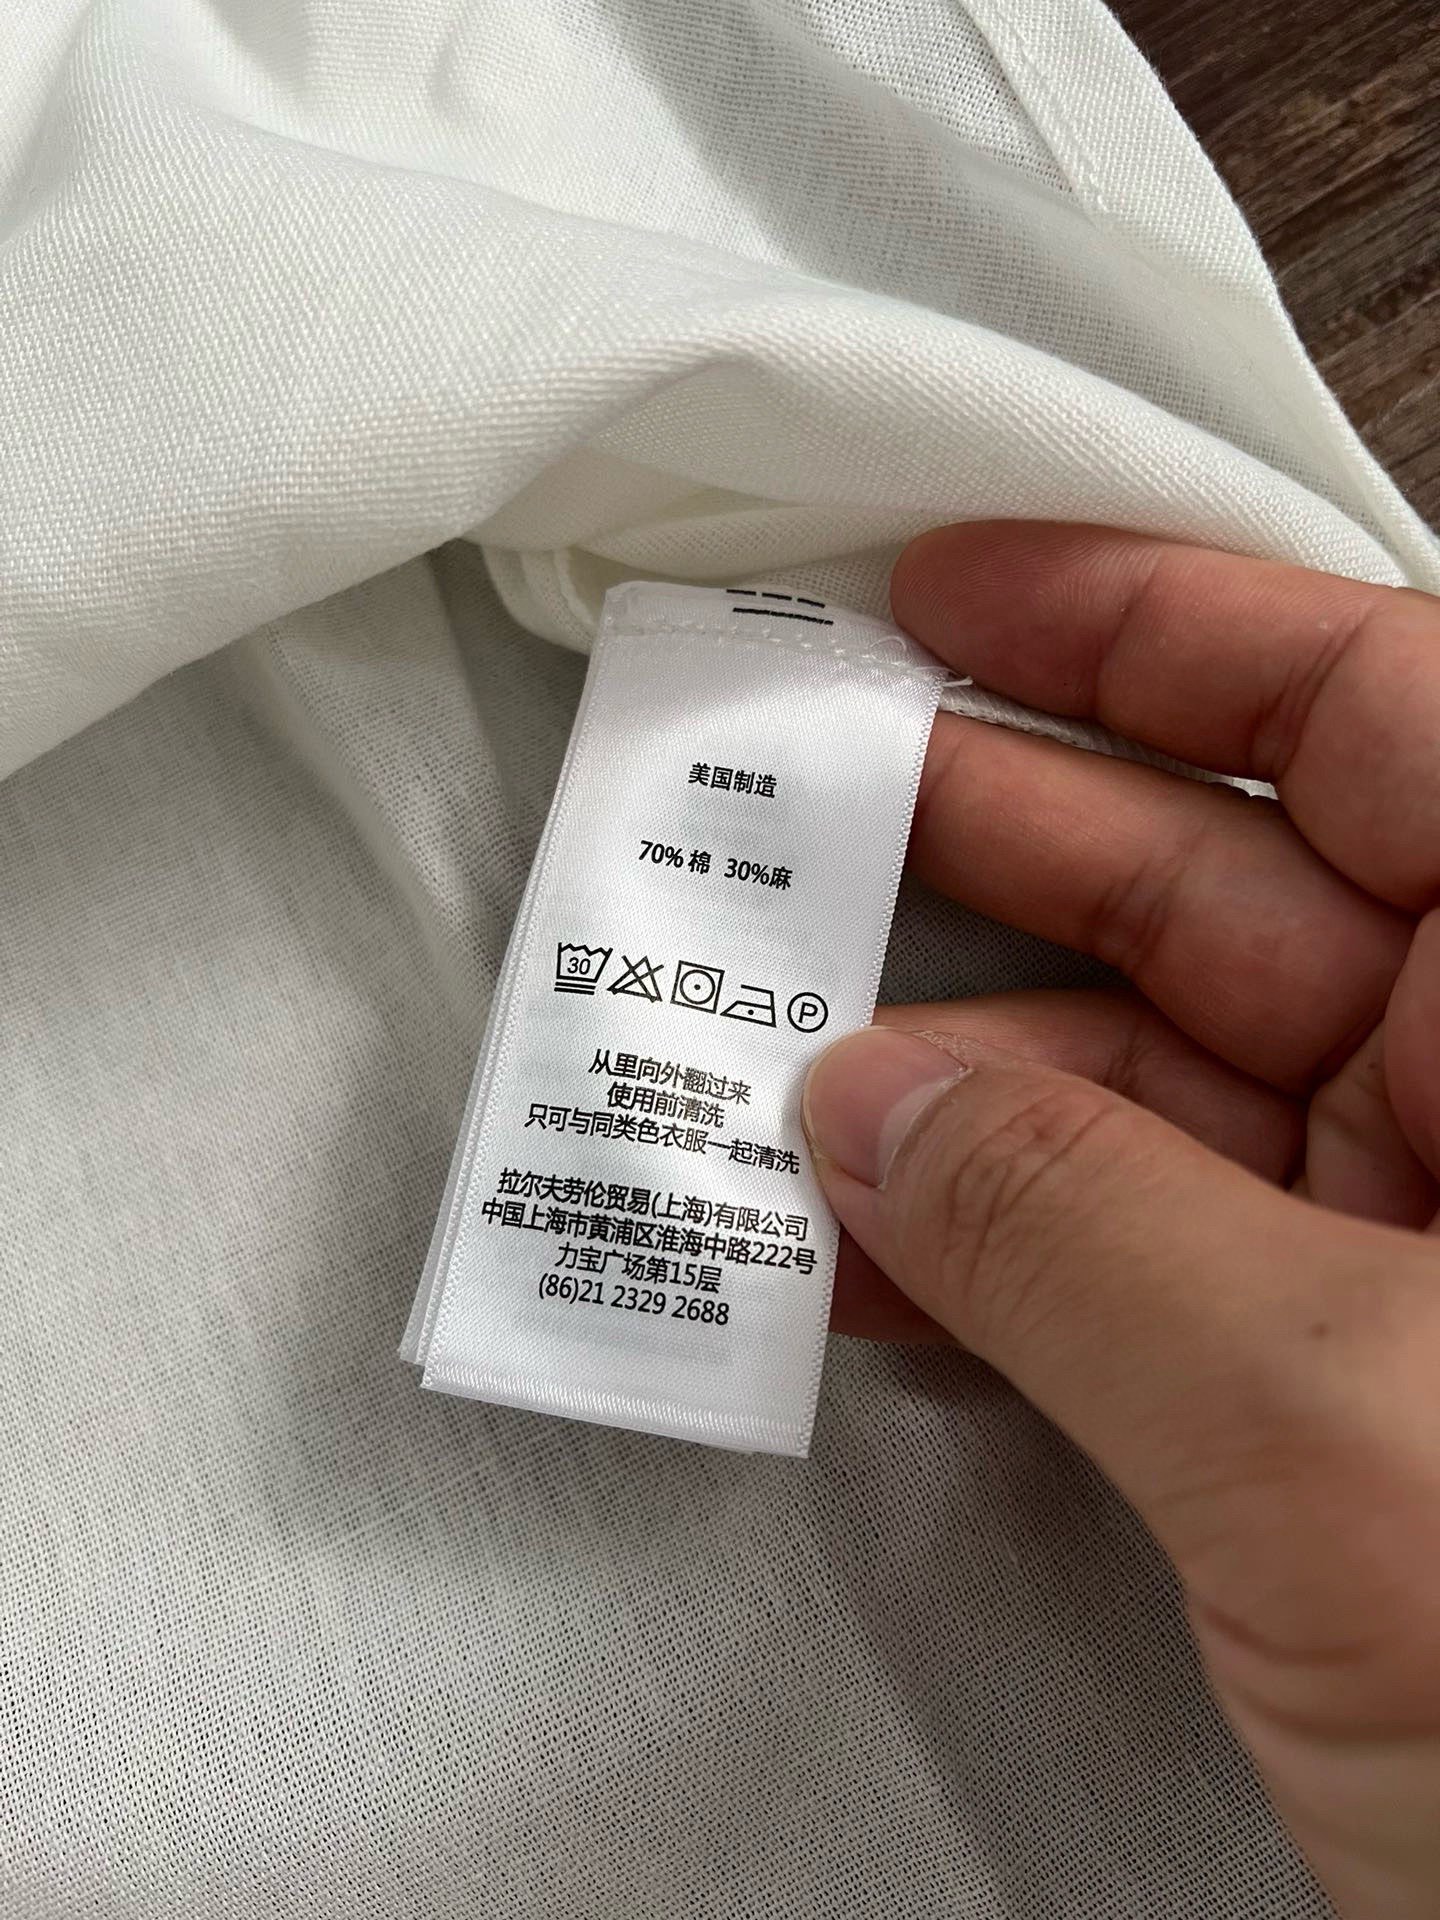 美国制造
70% 棉 30%麻
30
P
从里向外翻过来
使用前清洗
只可与同类色衣服一起清洗
拉尔夫劳伦贸易(上海)有限公司
中国上海市黄浦区淮海中路222号
力宝广场第15层
(86)21 2329 2688